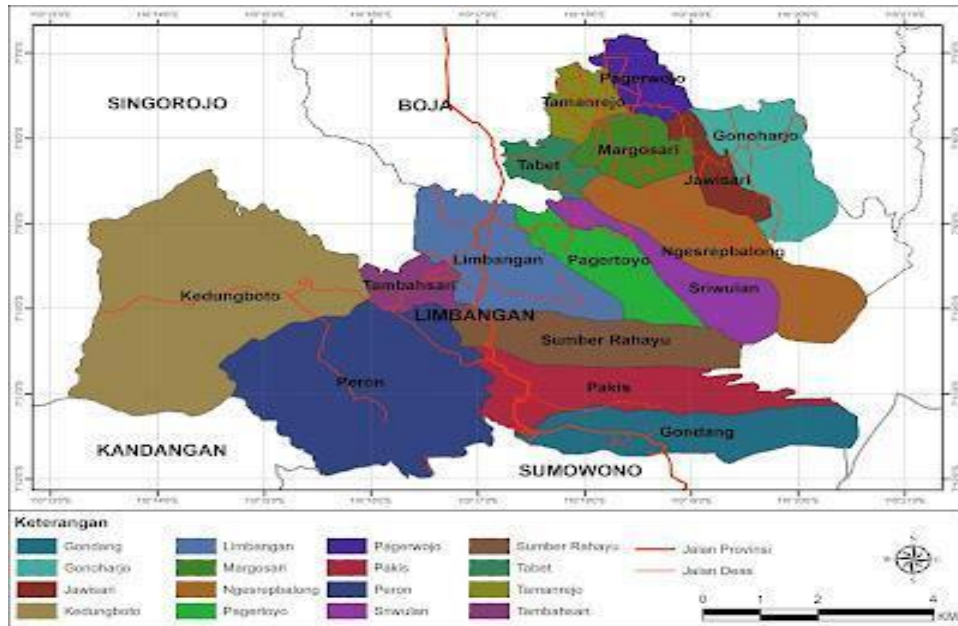 Pagerwojo
SINGOROJO
BOJA
Tamanrejo
Gonoharjo
Margosari
Tabet
Jawisari
Ngesrepbalong
Limbangan
Pagertoyo
Tambahsari
Sriwulan
Kedungboto
LIMBANGAN
Sumber Rahayu
Peron
Pakis
Gondang
KANDANGAN
SUMOWONO
Keterangan
Gondang
Limbangan
Pagerwojo
Sumber Rahayu
Jalan Provinsi
Gonoharjo
Margosari
Pakis
Tabet
Jalan Desa
Jawisari
Ngesrepbalong
Peron
Tamanrejo
Kedungboto
Pagertoyo
Sriwulan
Tambahsari
0 1 2 4
KM